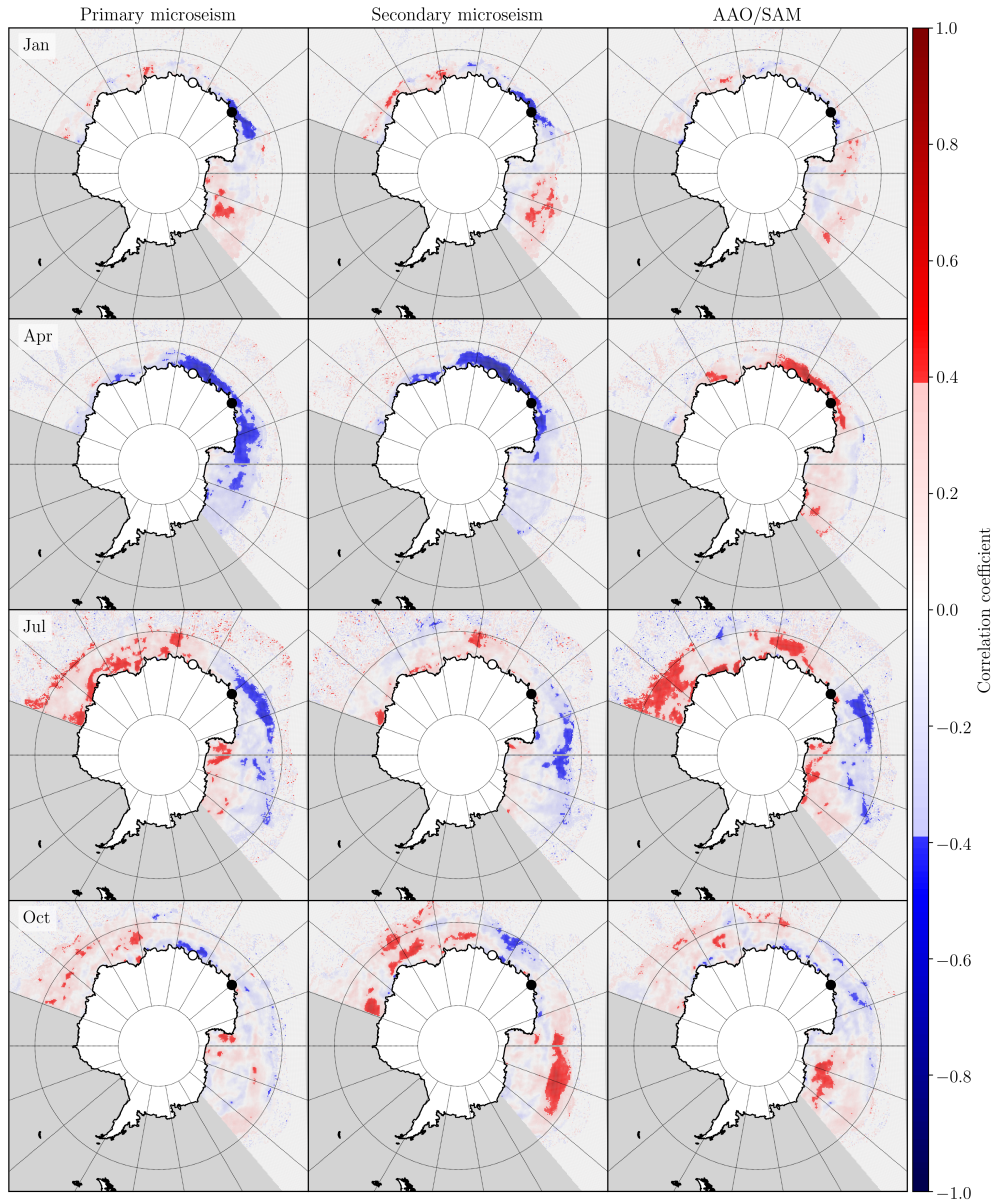 Primary microseism
Secondary microseism
AAO/SAM
Jan
Apr
Jul
Oct
1.0
0.8
0.6
0.4
0.2
0.0
−0.2
−0.4
−0.6
−0.8
−1.0
Correlation coefficient